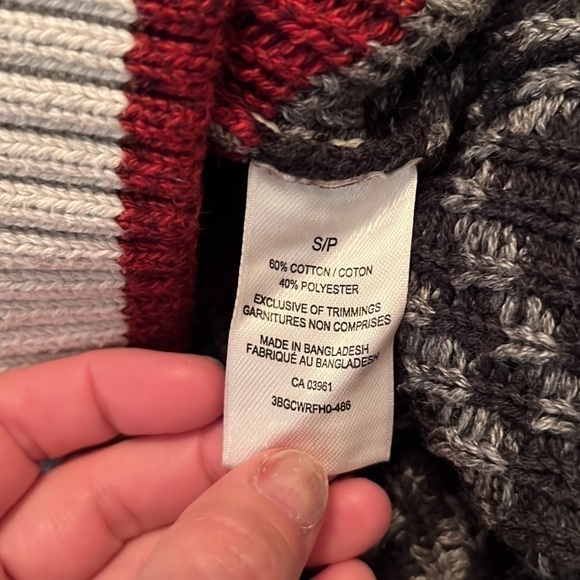 S/P
60% COTTON / COTON
40% POLYESTER
EXCLUSIVE OF TRIMMINGS
GARNITURES NON COMPRISES
MADE IN BANGLADESH
FABRIQUÉ AU BANGLADESH
CA 03961
3BGCWRFH0-486